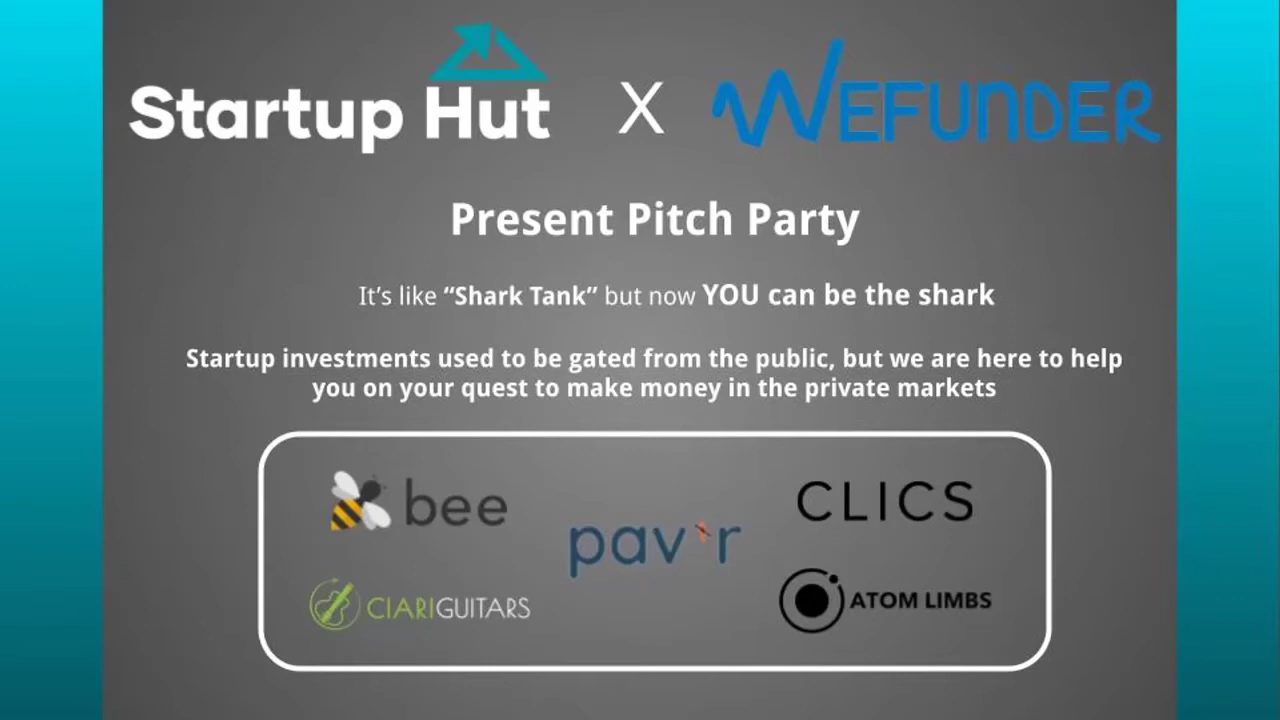 Startup Hut X WEFUNDER
Present Pitch Party
It's like “Shark Tank” but now YOU can be the shark
Startup investments used to be gated from the public, but we are here to help
you on your quest to make money in the private markets
bee
CLICS
pavir
CIARIGUITARS
ATOM LIMBS